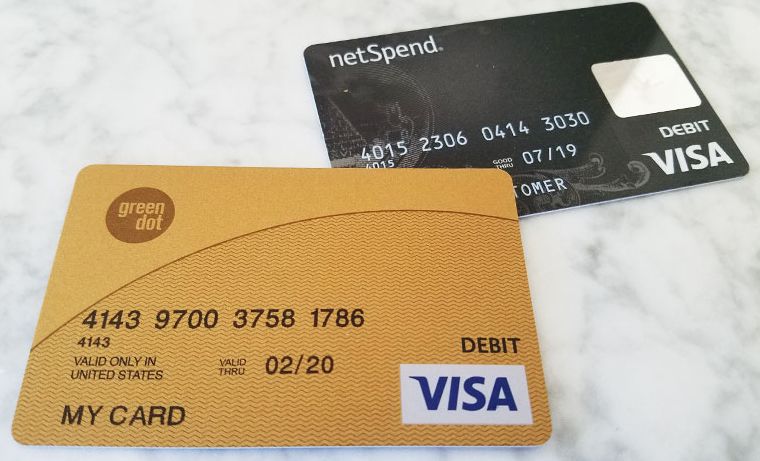 netSpend®
4015 2306 0414 3030
4015
GOOD THRU 07/19
DEBIT
VISA
TOMER
green
dot
4143 9700 3758 1786
4143
VALID ONLY IN
UNITED STATES
VALID
THRU
02/20
DEBIT
VISA
MY CARD